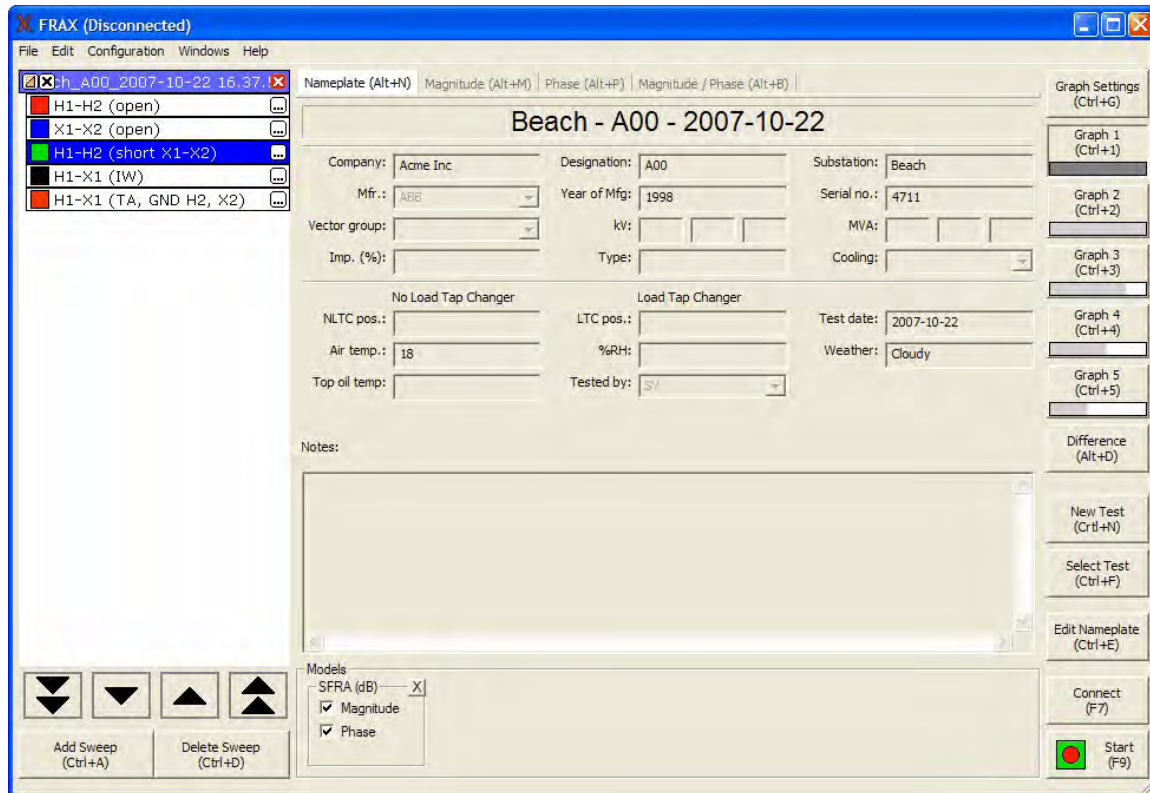 FRAX (Disconnected)
File Edit Configuration Windows Help
ch_A00_2007-10-22 16.37.
H1-H2 (open)
X1-X2 (open)
H1-H2 (short X1-X2)
H1-X1 (IW)
H1-X1 (TA, GND H2, X2)
Nameplate (Alt+N) Magnitude (Alt+M) Phase (Alt+P) Magnitude / Phase (Alt+B)
Beach - A00 - 2007-10-22
Company: Acme Inc Designation: A00 Substation: Beach
Mfr.: ABB Year of Mfg: 1998 Serial no.: 4711
Vector group: kV: MVA:
Imp. (%): Type: Cooling:
No Load Tap Changer Load Tap Changer
NLTC pos.: LTC pos.: Test date: 2007-10-22
Air temp.: 18 %RH: Weather: Cloudy
Top oil temp: Tested by:
Notes:
Models
SFRA (dB) X
Magnitude
Phase
Add Sweep
(Ctrl+A)
Delete Sweep
(Ctrl+D)
Graph Settings
(Ctrl+G)
Graph 1
(Ctrl+1)
Graph 2
(Ctrl+2)
Graph 3
(Ctrl+3)
Graph 4
(Ctrl+4)
Graph 5
(Ctrl+5)
Difference
(Alt+D)
New Test
(Crtl+N)
Select Test
(Ctrl+F)
Edit Nameplate
(Ctrl+E)
Connect
(F7)
Start
(F9)